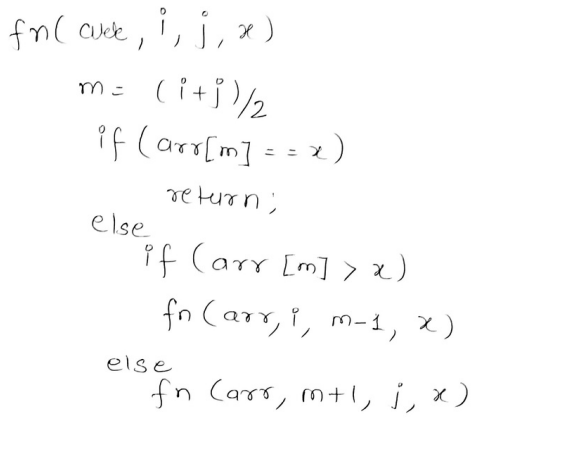 fn( arr, i, j, x )
m = (i+j)/2
if (arr[m] == x)
return;
else
if (arr [m] > x)
fn (arr, i, m-1, x)
else
fn (arr, m+1, j, x)